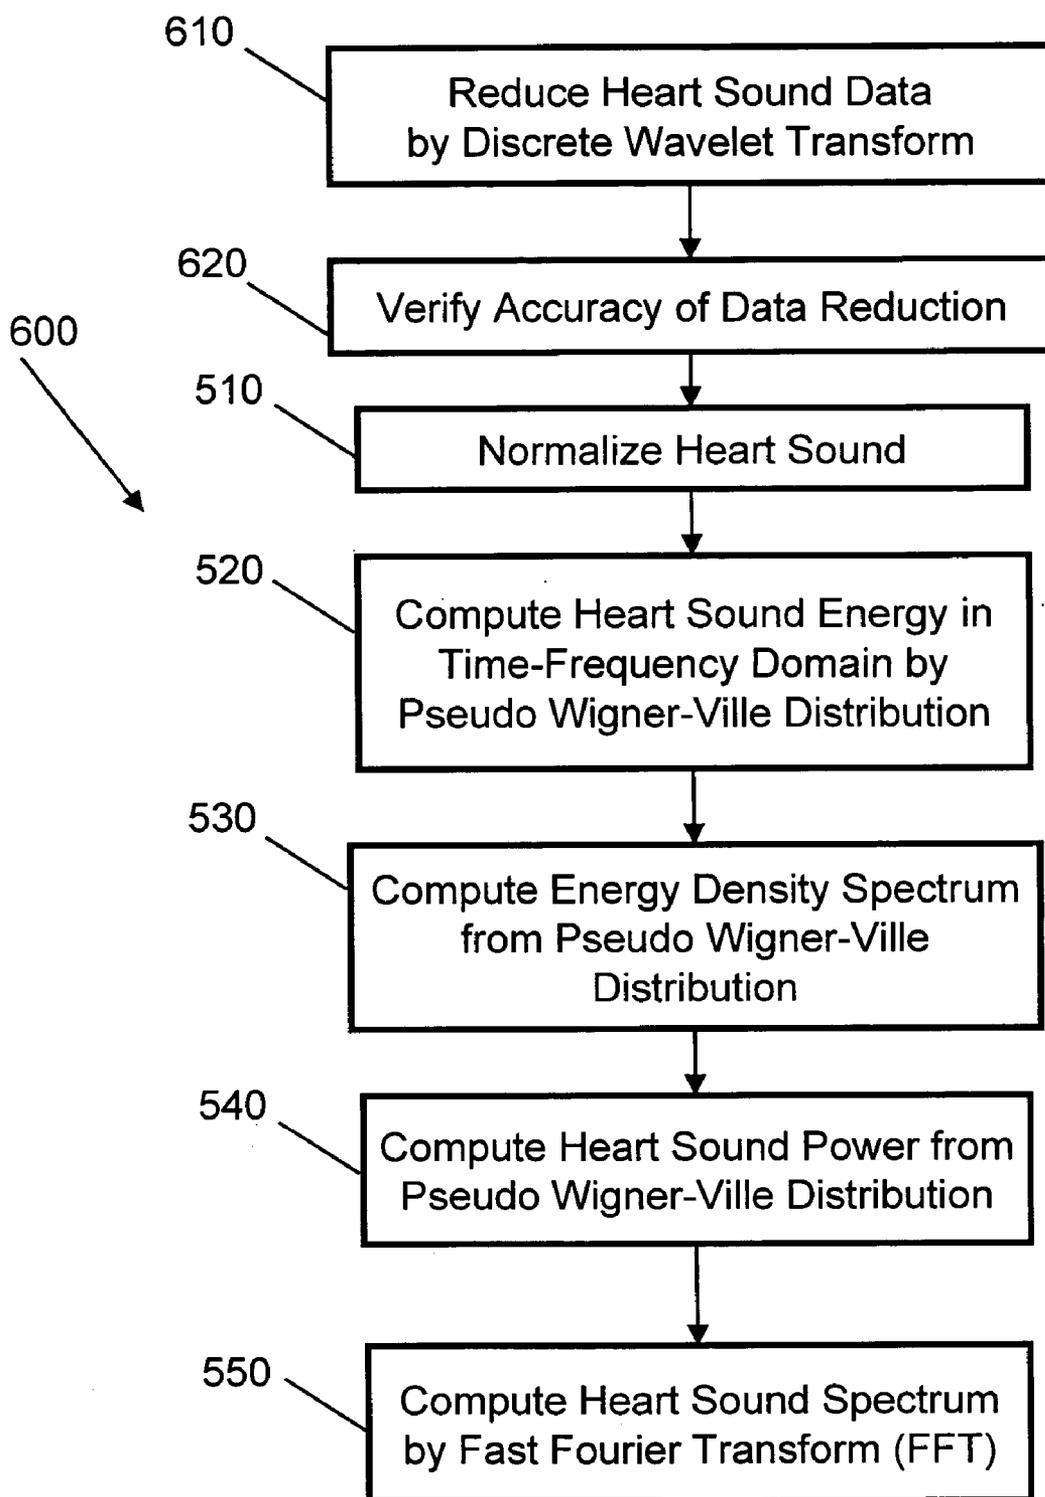 610
Reduce Heart Sound Data
by Discrete Wavelet Transform
620
Verify Accuracy of Data Reduction
600
510
Normalize Heart Sound
520
Compute Heart Sound Energy in
Time-Frequency Domain by
Pseudo Wigner-Ville Distribution
530
Compute Energy Density Spectrum
from Pseudo Wigner-Ville
Distribution
540
Compute Heart Sound Power from
Pseudo Wigner-Ville Distribution
550
Compute Heart Sound Spectrum
by Fast Fourier Transform (FFT)